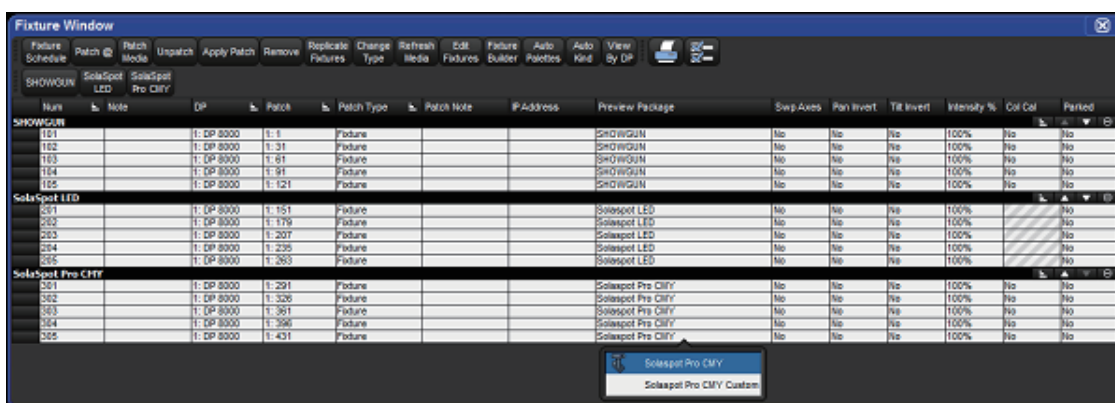 Fixture Window
Fixture Schedule Patch @ Patch Media Unpatch Apply Patch Remove Replicate Fixtures Change Type Refresh Media Edit Fixtures Fixture Builder Auto Palettes Auto Kind View By DP
SHOWGUN SolaSpot LED SolaSpot Pro CMY
Num Note DP Patch Patch Type Patch Note IP Address Preview Package Swp Axes Pan Invert Tilt Invert Intensity % Col Cal Parked
SHOWGUN
101 1: DP 8000 1: 1 Fixture SHOWGUN No No No 100% No No
102 1: DP 8000 1: 31 Fixture SHOWGUN No No No 100% No No
103 1: DP 8000 1: 61 Fixture SHOWGUN No No No 100% No No
104 1: DP 8000 1: 91 Fixture SHOWGUN No No No 100% No No
105 1: DP 8000 1: 121 Fixture SHOWGUN No No No 100% No No
SolaSpot LED
201 1: DP 8000 1: 151 Fixture Solaspot LED No No No 100% No
202 1: DP 8000 1: 179 Fixture Solaspot LED No No No 100% No
203 1: DP 8000 1: 207 Fixture Solaspot LED No No No 100% No
204 1: DP 8000 1: 235 Fixture Solaspot LED No No No 100% No
205 1: DP 8000 1: 263 Fixture Solaspot LED No No No 100% No
SolaSpot Pro CMY
301 1: DP 8000 1: 291 Fixture Solaspot Pro CMY No No No 100% No No
302 1: DP 8000 1: 326 Fixture Solaspot Pro CMY No No No 100% No No
303 1: DP 8000 1: 361 Fixture Solaspot Pro CMY No No No 100% No No
304 1: DP 8000 1: 396 Fixture Solaspot Pro CMY No No No 100% No No
305 1: DP 8000 1: 431 Fixture Solaspot Pro CMY No No No 100% No No
Solaspot Pro CMY
Solaspot Pro CMY Custom